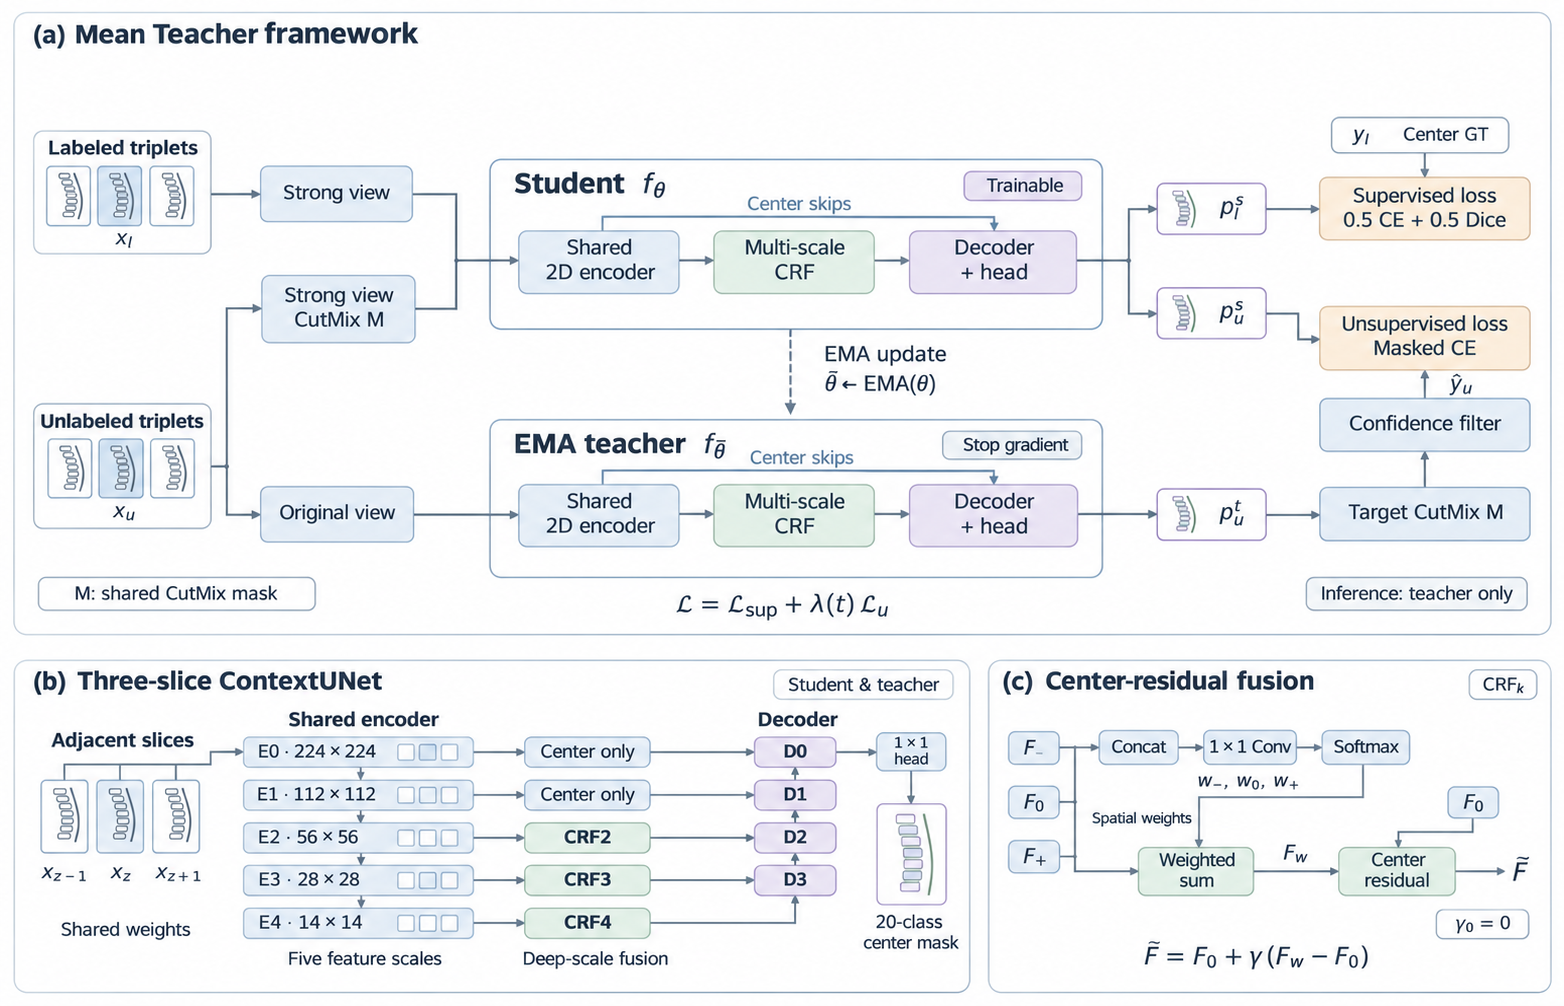 (a) Mean Teacher framework
Labeled triplets
x_l
Strong view
Strong view
CutMix M
Unlabeled triplets
x_u
Original view
M: shared CutMix mask
Student f_θ
Trainable
Center skips
Shared
2D encoder
Multi-scale
CRF
Decoder
+ head
EMA update
θ̄ ← EMA(θ)
EMA teacher f_θ̄
Stop gradient
Center skips
Shared
2D encoder
Multi-scale
CRF
Decoder
+ head
ℒ = ℒ_sup + λ(t) ℒ_u
p_l^s
p_u^s
p_u^t
y_l Center GT
Supervised loss
0.5 CE + 0.5 Dice
Unsupervised loss
Masked CE
ŷ_u
Confidence filter
Target CutMix M
Inference: teacher only
(b) Three-slice ContextUNet
Student & teacher
Adjacent slices
x_{z−1} x_z x_{z+1}
Shared weights
Shared encoder
E0 · 224 × 224
E1 · 112 × 112
E2 · 56 × 56
E3 · 28 × 28
E4 · 14 × 14
Five feature scales
Center only
Center only
CRF2
CRF3
CRF4
Deep-scale fusion
Decoder
D0
D1
D2
D3
1 × 1
head
20-class
center mask
(c) Center-residual fusion
CRF_k
F_−
F_0
F_+
Concat
1 × 1 Conv
Softmax
w_−, w_0, w_+
Spatial weights
Weighted
sum
F_w
F_0
Center
residual
F̃
γ_0 = 0
F̃ = F_0 + γ (F_w − F_0)